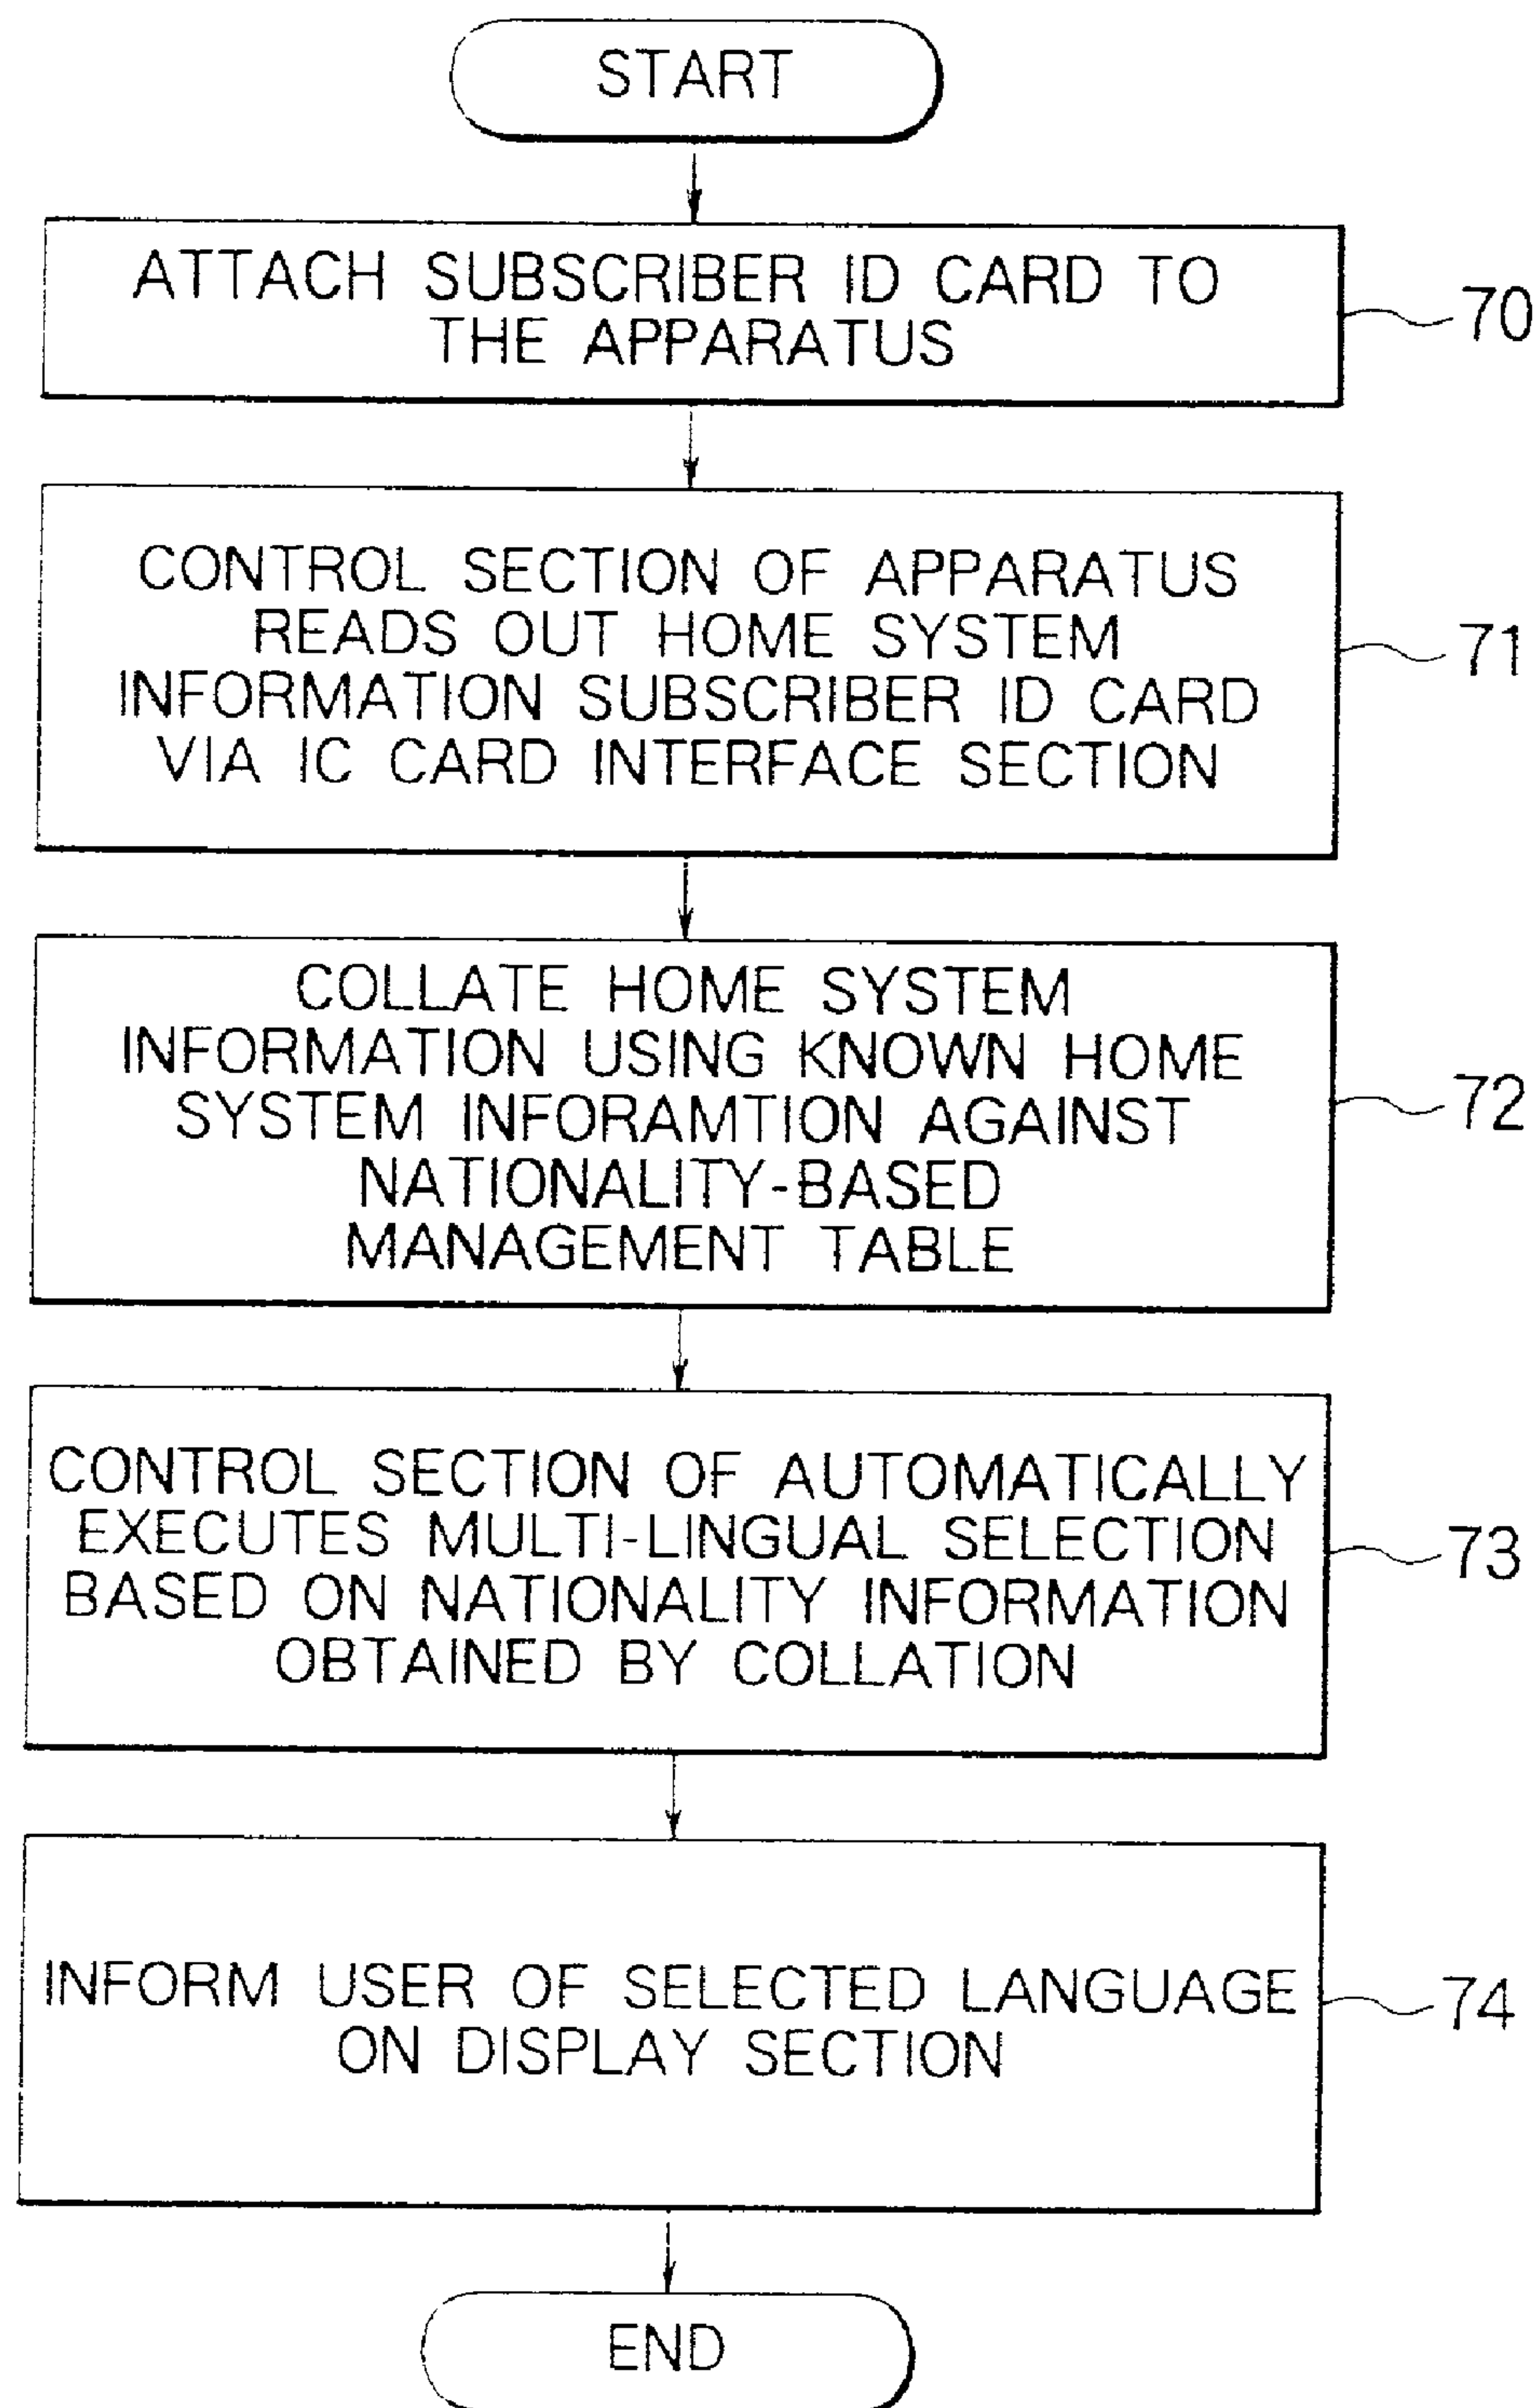 START
ATTACH SUBSCRIBER ID CARD TO
THE APPARATUS
70
CONTROL SECTION OF APPARATUS
READS OUT HOME SYSTEM
INFORMATION SUBSCRIBER ID CARD
VIA IC CARD INTERFACE SECTION
71
COLLATE HOME SYSTEM
INFORMATION USING KNOWN HOME
SYSTEM INFORAMTION AGAINST
NATIONALITY-BASED
MANAGEMENT TABLE
72
CONTROL SECTION OF AUTOMATICALLY
EXECUTES MULTI-LINGUAL SELECTION
BASED ON NATIONALITY INFORMATION
OBTAINED BY COLLATION
73
INFORM USER OF SELECTED LANGUAGE
ON DISPLAY SECTION
74
END